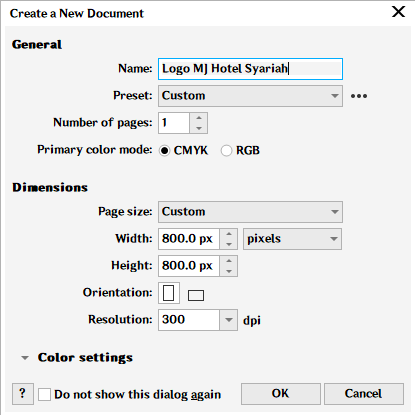 Create a New Document
General
Name: Logo MJ Hotel Syariah
Preset: Custom
Number of pages: 1
Primary color mode: CMYK RGB
Dimensions
Page size: Custom
Width: 800.0 px pixels
Height: 800.0 px
Orientation:
Resolution: 300 dpi
Color settings
? Do not show this dialog again OK Cancel